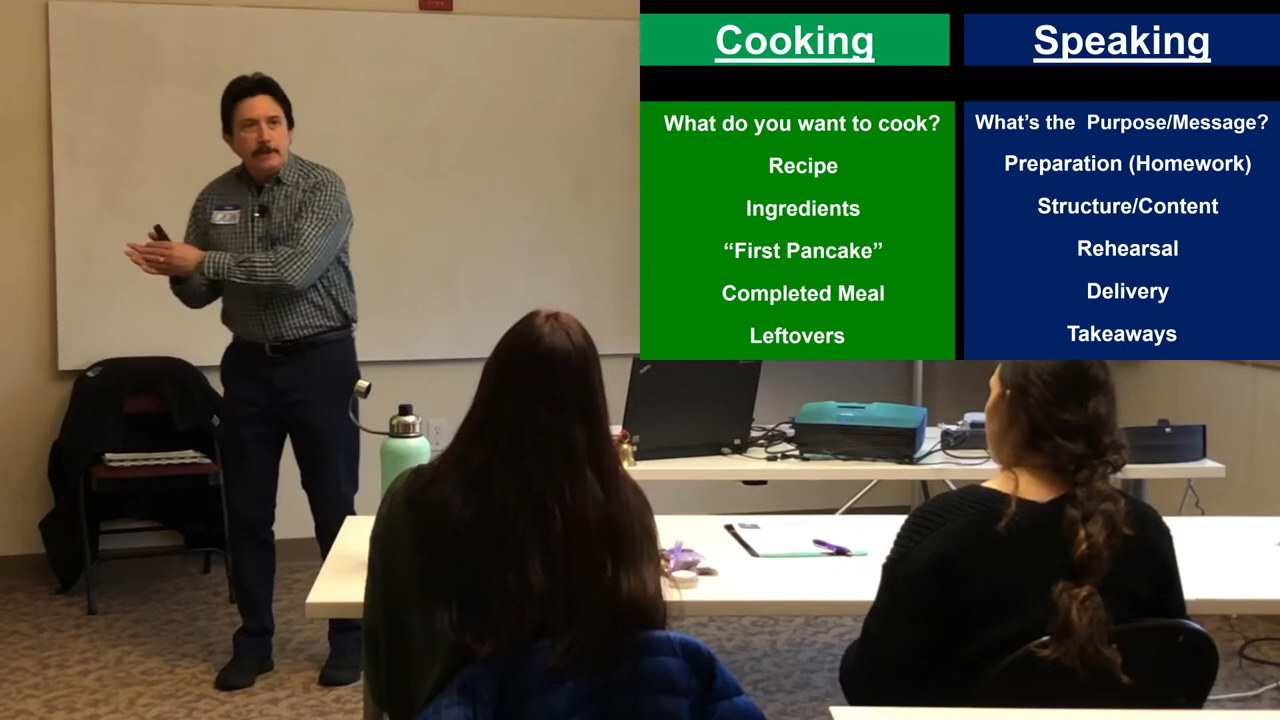 Cooking
What do you want to cook?
Recipe
Ingredients
“First Pancake”
Completed Meal
Leftovers
Speaking
What’s the Purpose/Message?
Preparation (Homework)
Structure/Content
Rehearsal
Delivery
Takeaways